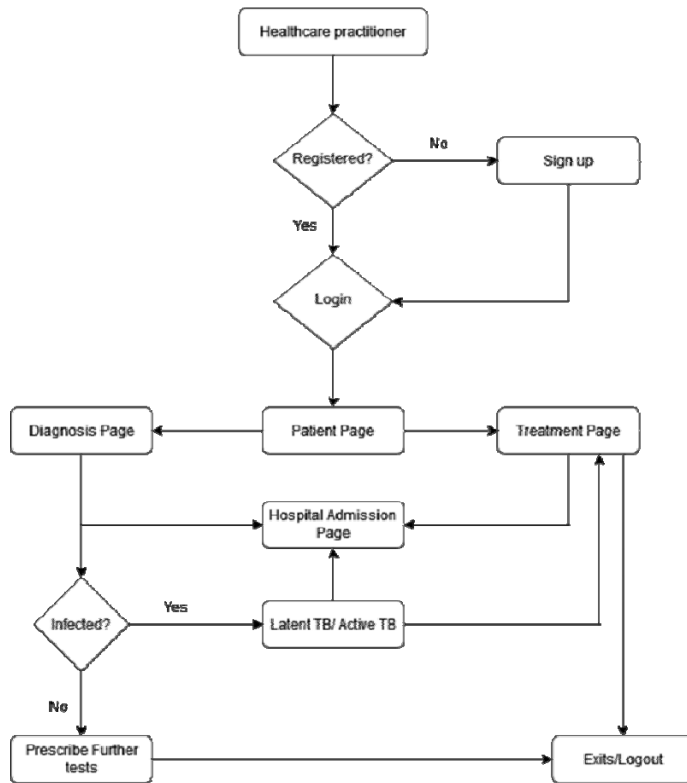 Healthcare practitioner
Registered?
No
Sign up
Yes
Login
Diagnosis Page
Patient Page
Treatment Page
Hospital Admission
Page
Infected?
Yes
Latent TB/ Active TB
No
Prescribe Further
tests
Exits/Logout